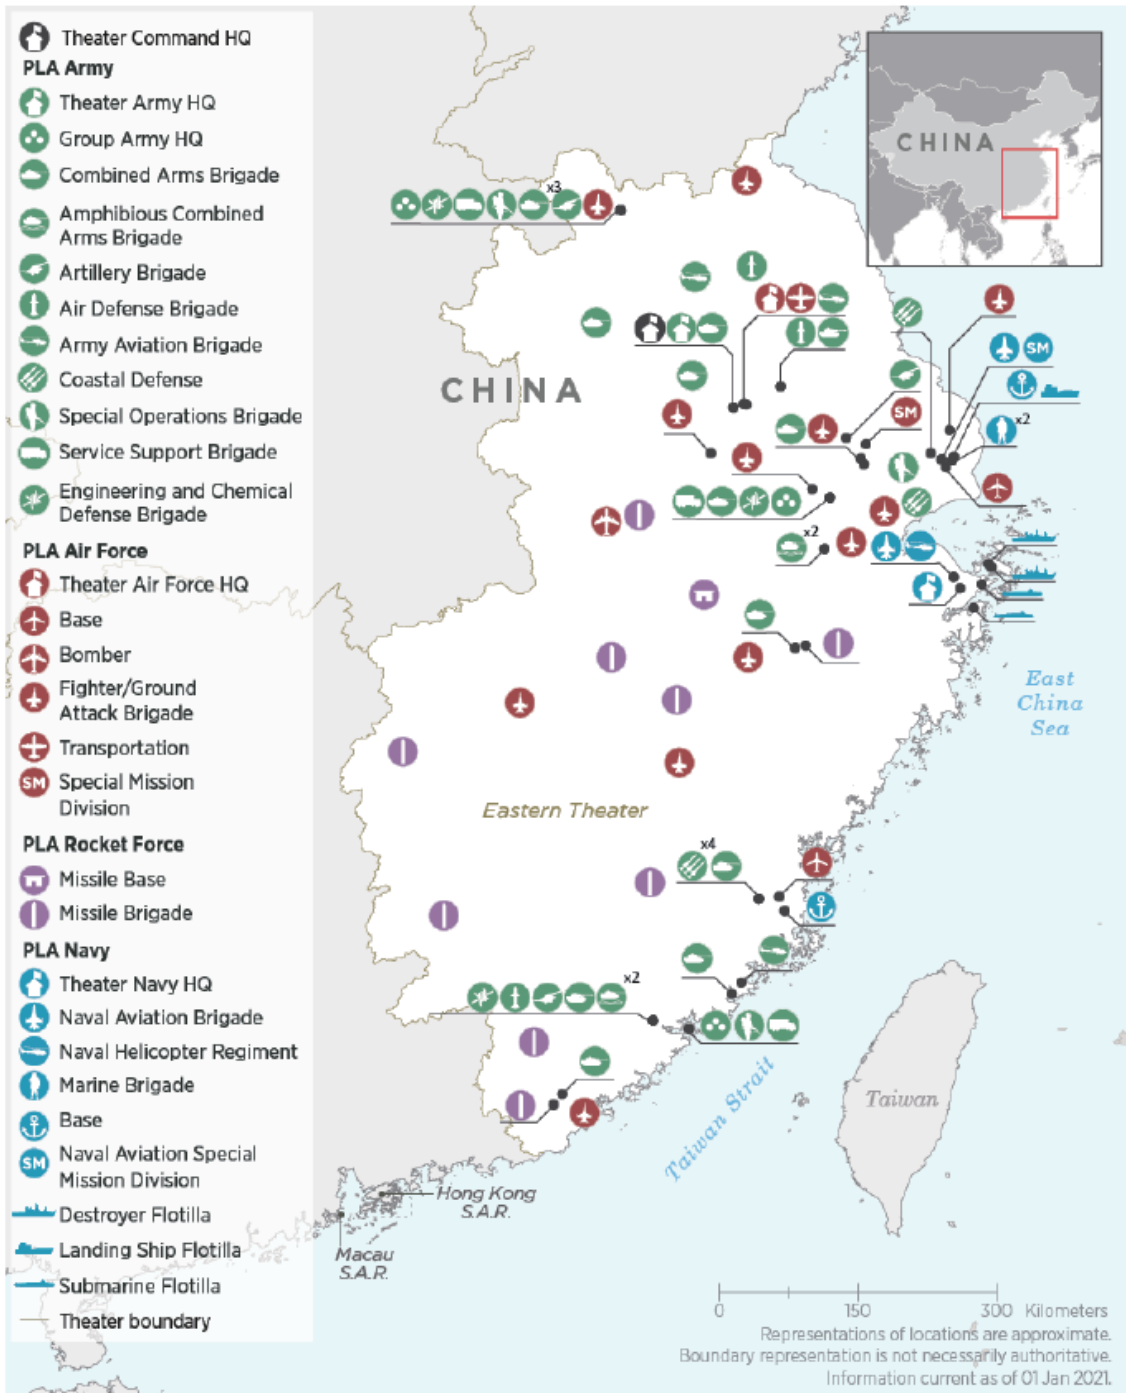 Theater Command HQ
PLA Army
Theater Army HQ
Group Army HQ
Combined Arms Brigade
Amphibious Combined
Arms Brigade
Artillery Brigade
Air Defense Brigade
Army Aviation Brigade
Coastal Defense
Special Operations Brigade
Service Support Brigade
Engineering and Chemical
Defense Brigade
PLA Air Force
Theater Air Force HQ
Base
Bomber
Fighter/Ground
Attack Brigade
Transportation
SM
Special Mission
Division
PLA Rocket Force
Missile Base
Missile Brigade
PLA Navy
Theater Navy HQ
Naval Aviation Brigade
Naval Helicopter Regiment
Marine Brigade
Base
SM
Naval Aviation Special
Mission Division
Destroyer Flotilla
Landing Ship Flotilla
Submarine Flotilla
Theater boundary
CHINA
x3
SM
CHINA
SM
x2
x2
East
China
Sea
Eastern Theater
x4
x2
Taiwan Strait
Taiwan
Hong Kong
S.A.R.
Macau
S.A.R.
0 150 300 Kilometers
Representations of locations are approximate.
Boundary representation is not necessarily authoritative.
Information current as of 01 Jan 2021.